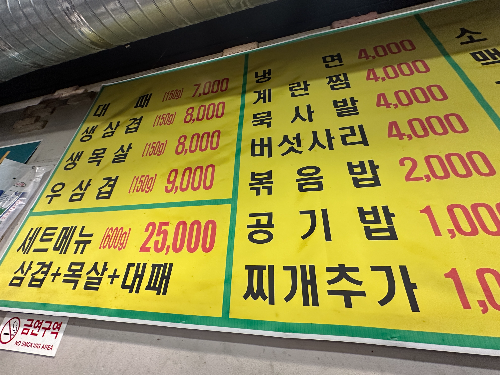 대패 (150g) 7,000
생삼겹 (150g) 8,000
생목살 (150g) 8,000
우삼겹 (150g) 9,000
세트메뉴 (600g) 25,000
삼겹+목살+대패
냉면 4,000
계란찜 4,000
묵사발 4,000
버섯사리 4,000
볶음밥 2,000
공기밥 1,00
찌개추가 1,0
소
맥
금연구역
NO SMOKING AREA